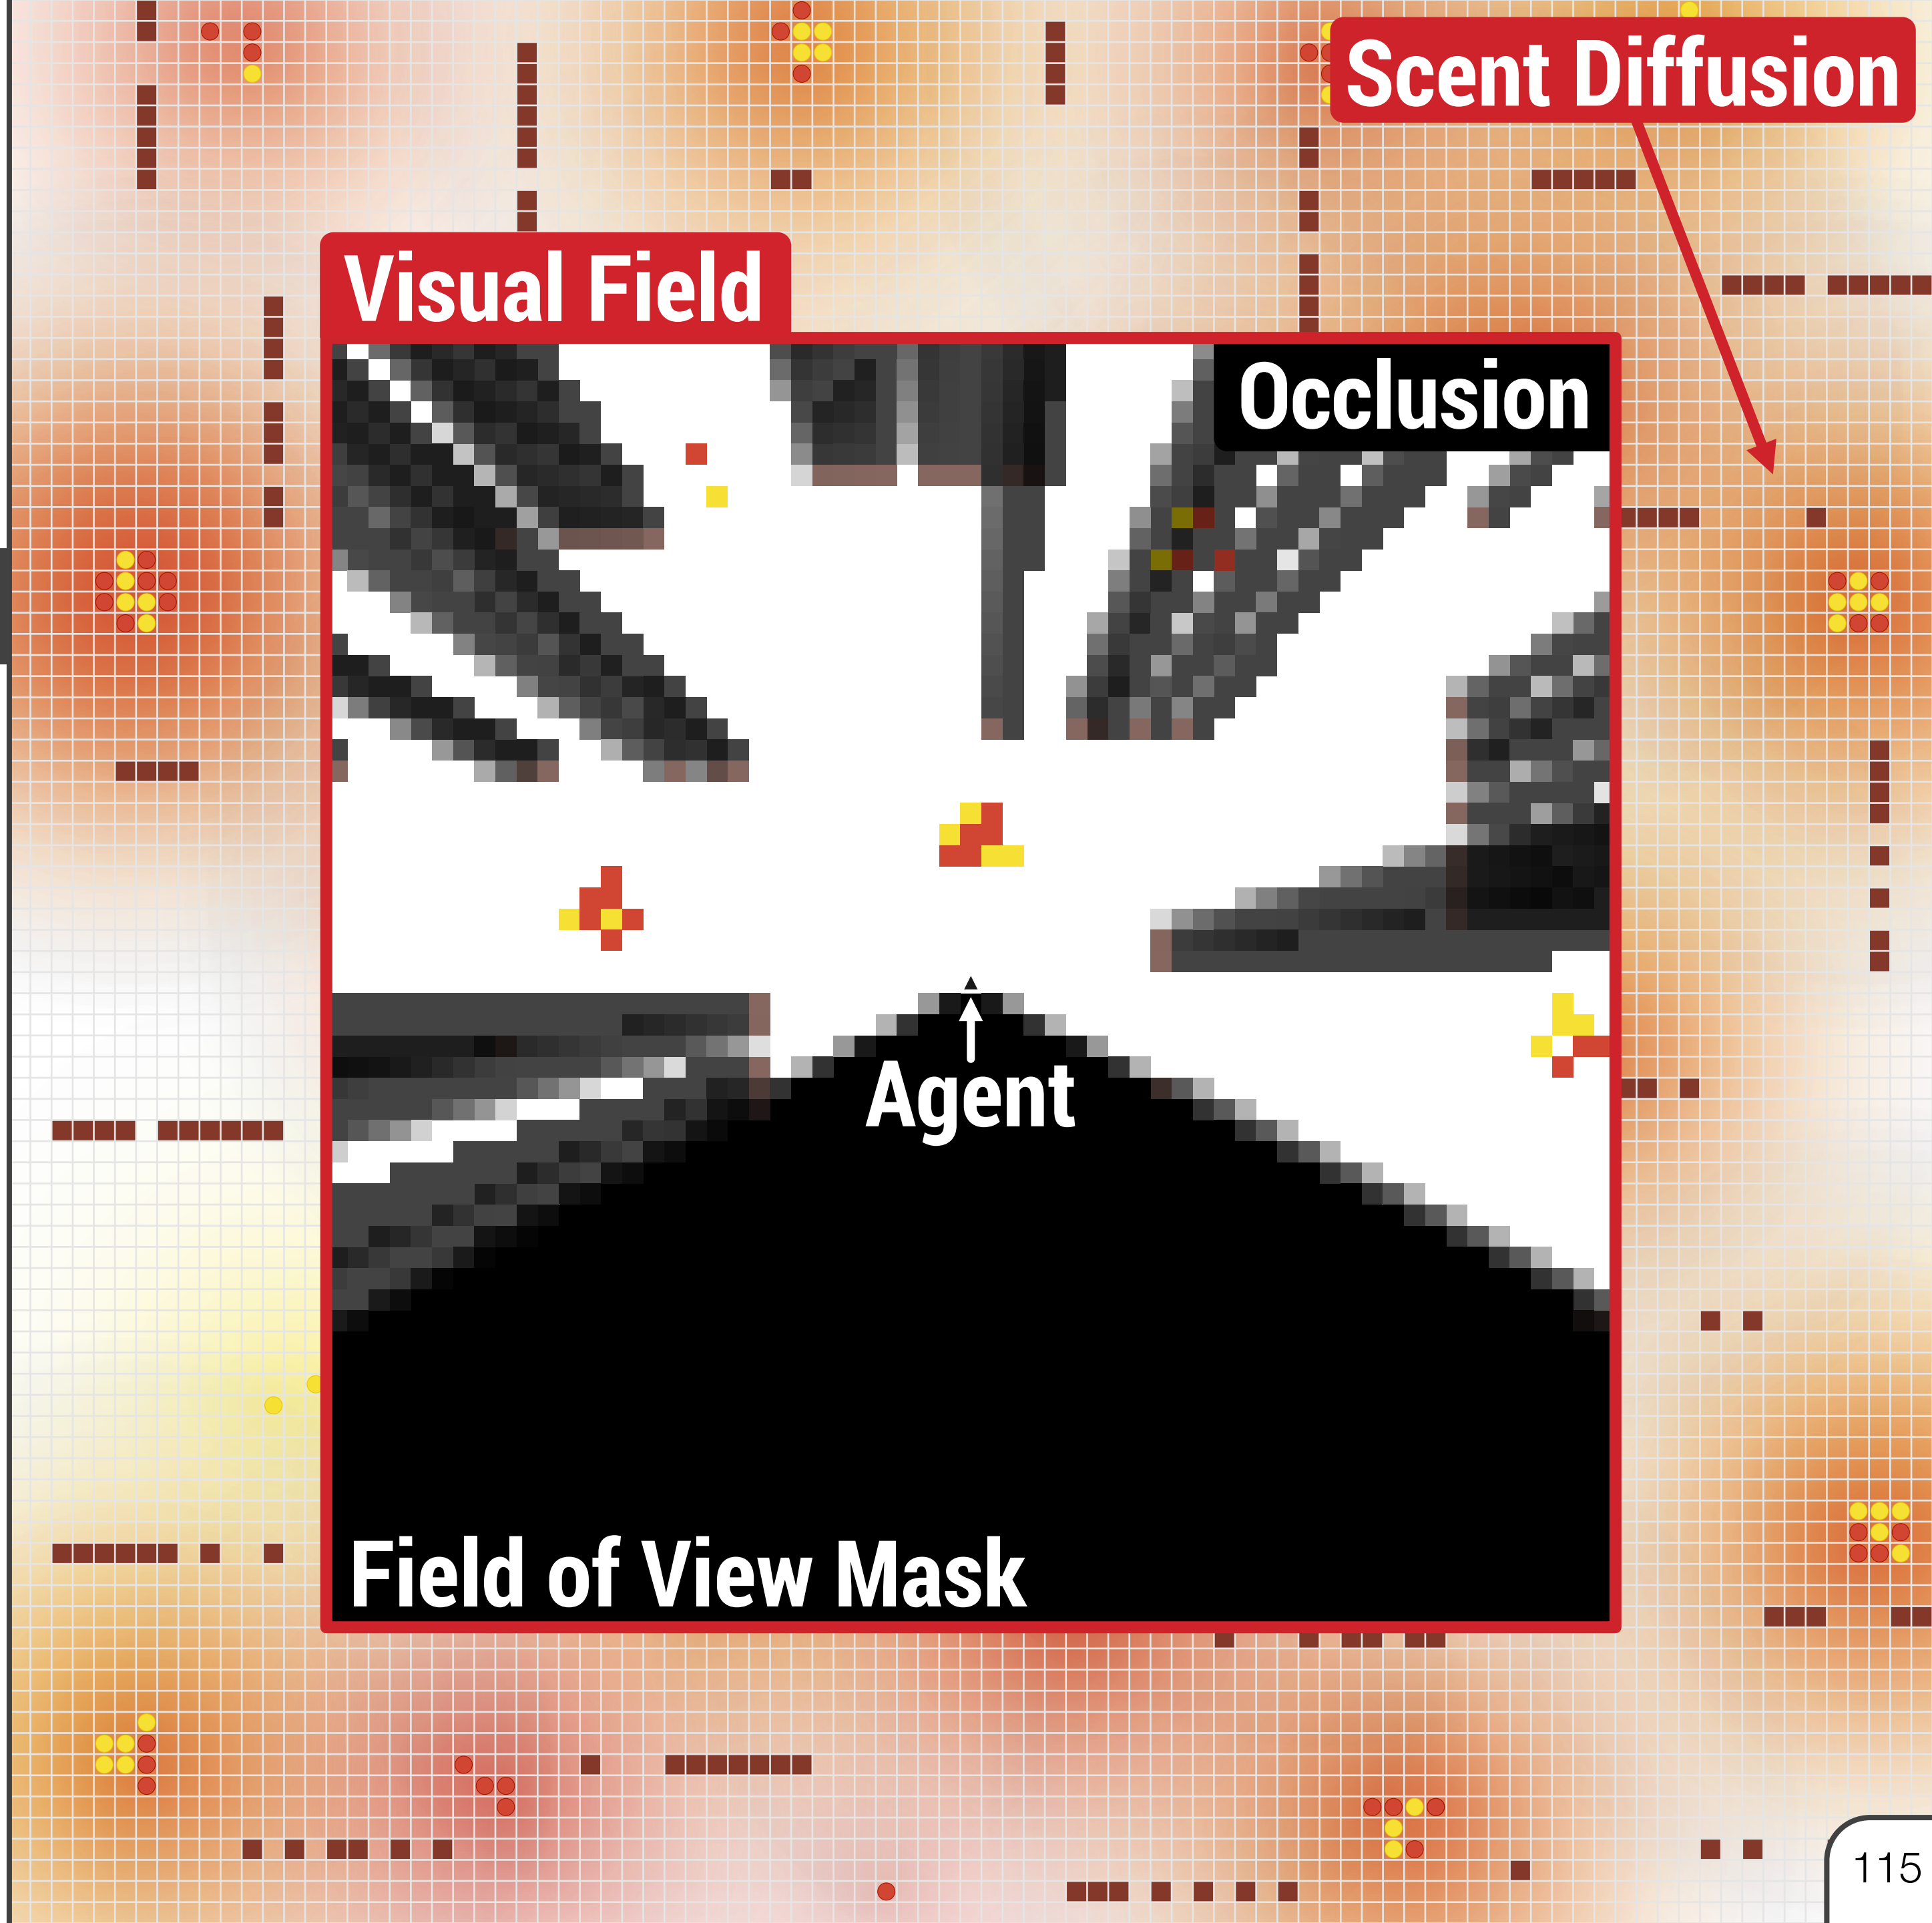 Scent Diffusion
Visual Field
Occlusion
Agent
Field of View Mask
115